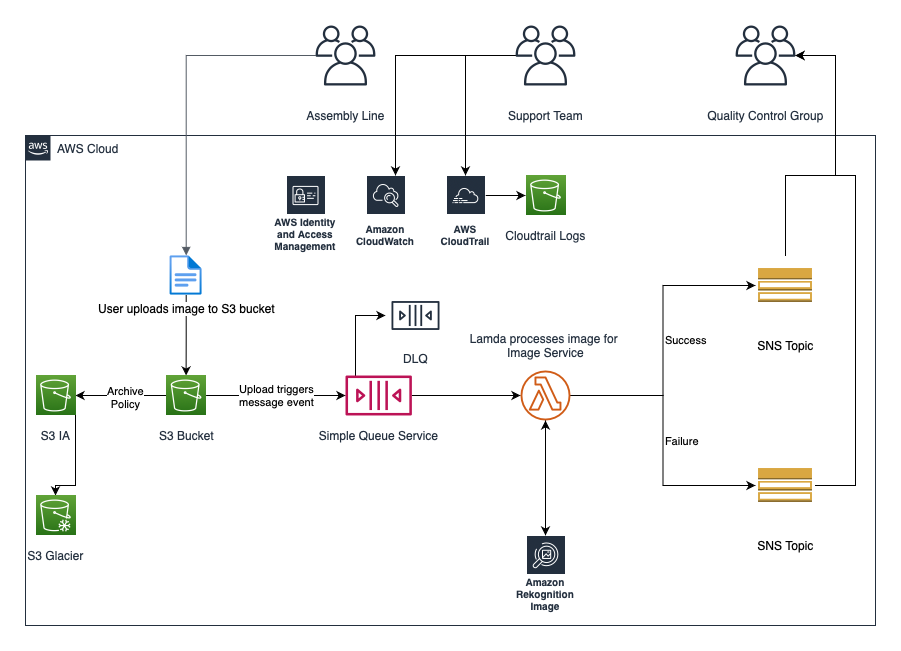 Assembly Line
Support Team
Quality Control Group
aws
AWS Cloud
AWS Identity
and Access
Management
Amazon
CloudWatch
AWS
CloudTrail
Cloudtrail Logs
User uploads image to S3 bucket
DLQ
Lamda processes image for
Image Service
Success
SNS Topic
Archive
Policy
Upload triggers
message event
S3 IA
S3 Bucket
Simple Queue Service
Failure
SNS Topic
S3 Glacier
Amazon
Rekognition
Image